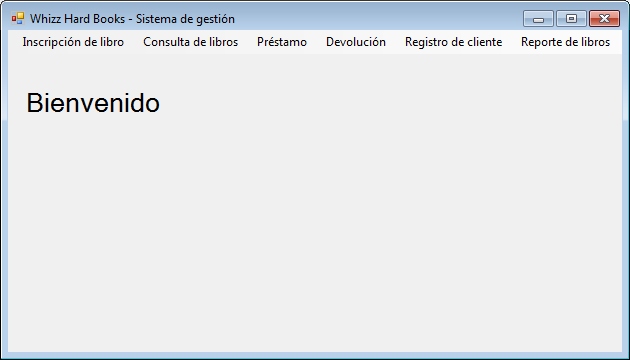 Whizz Hard Books - Sistema de gestión
Inscripción de libro Consulta de libros Préstamo Devolución Registro de cliente Reporte de libros
Bienvenido